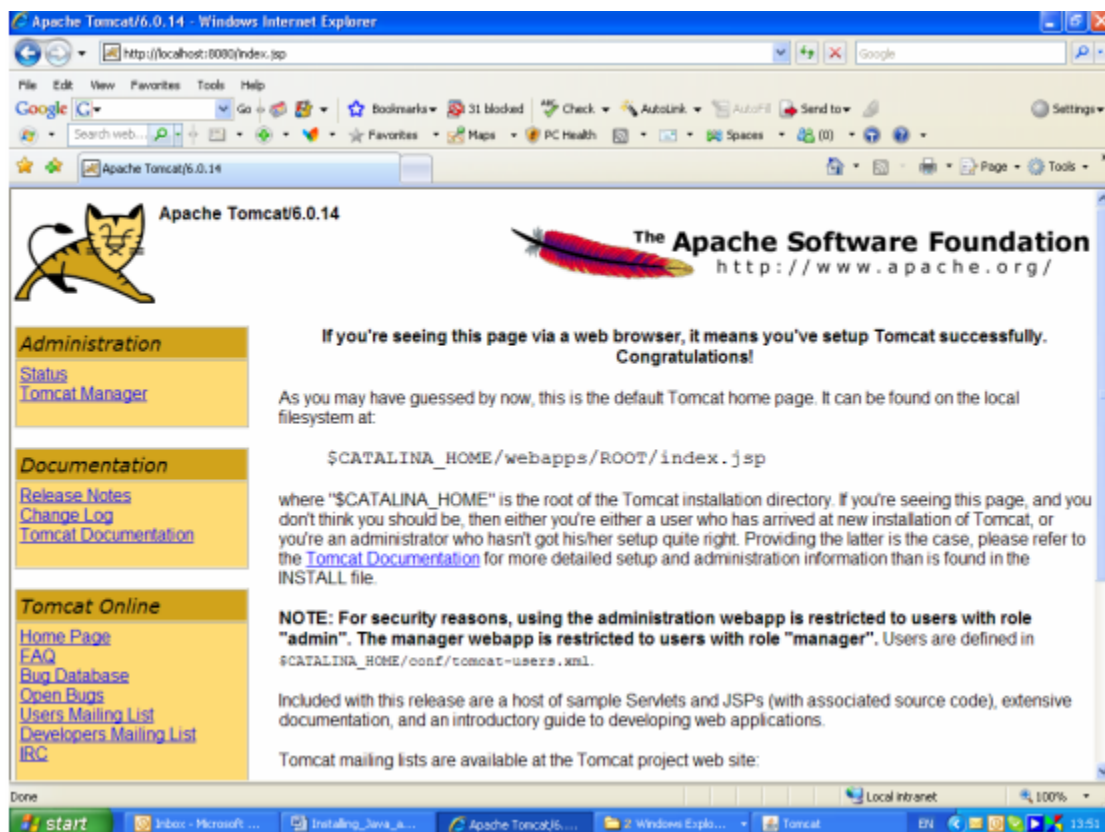 Apache Tomcat/6.0.14 - Windows Internet Explorer
http://localhost:8080/index.jsp
Google
File Edit View Favorites Tools Help
Google G Go Bookmarks 31 blocked Check AutoLink AutoFill Send to Settings
Search web... Favorites Maps PC Health Spaces (0)
Apache Tomcat/6.0.14 Page Tools
Apache Tomcat/6.0.14
The Apache Software Foundation
http://www.apache.org/
Administration
Status
Tomcat Manager
Documentation
Release Notes
Change Log
Tomcat Documentation
Tomcat Online
Home Page
FAQ
Bug Database
Open Bugs
Users Mailing List
Developers Mailing List
IRC
If you're seeing this page via a web browser, it means you've setup Tomcat successfully.
Congratulations!
As you may have guessed by now, this is the default Tomcat home page. It can be found on the local
filesystem at:
$CATALINA_HOME/webapps/ROOT/index.jsp
where "$CATALINA_HOME" is the root of the Tomcat installation directory. If you're seeing this page, and you
don't think you should be, then either you're either a user who has arrived at new installation of Tomcat, or
you're an administrator who hasn't got his/her setup quite right. Providing the latter is the case, please refer to
the Tomcat Documentation for more detailed setup and administration information than is found in the
INSTALL file.
NOTE: For security reasons, using the administration webapp is restricted to users with role
"admin". The manager webapp is restricted to users with role "manager". Users are defined in
$CATALINA_HOME/conf/tomcat-users.xml.
Included with this release are a host of sample Servlets and JSPs (with associated source code), extensive
documentation, and an introductory guide to developing web applications.
Tomcat mailing lists are available at the Tomcat project web site:
Done Local intranet 100%
start Inbox - Microsoft ... Installing_Java_a... Apache Tomcat/6.... 2 Windows Explo... Tomcat EN 13:51